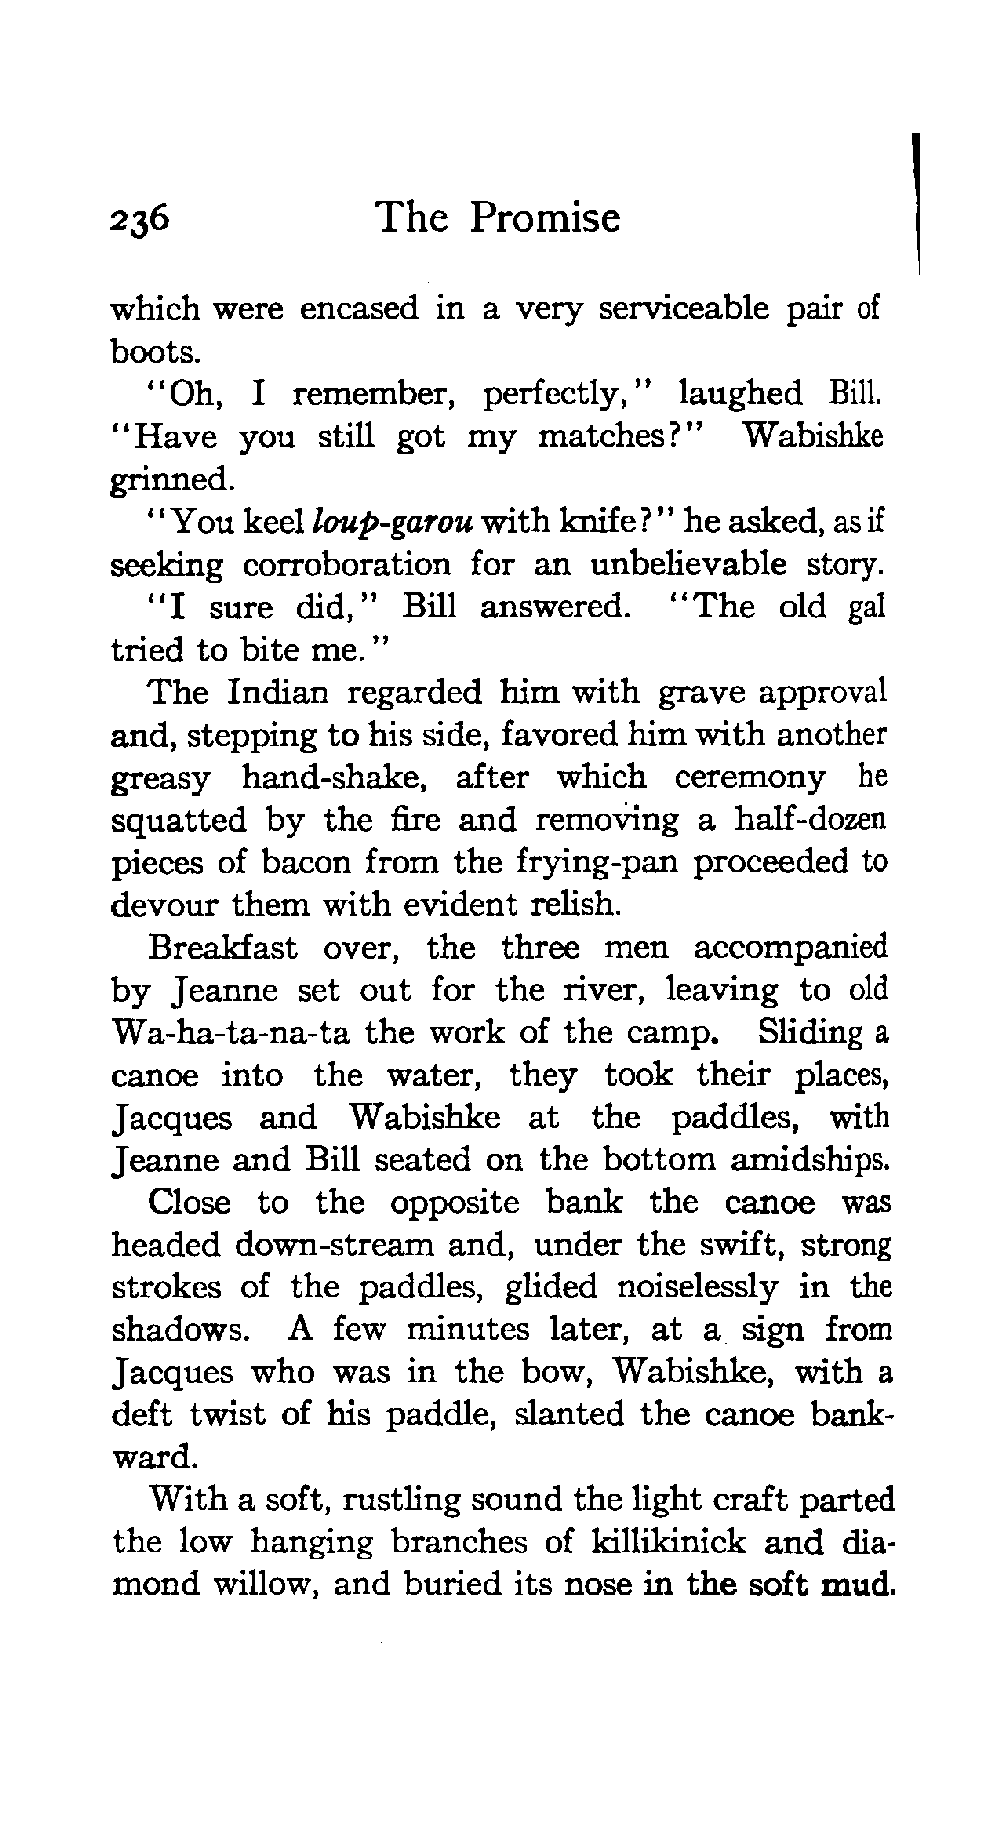 236 The Promise
which were encased in a very serviceable pair of
boots.
"Oh, I remember, perfectly," laughed Bill.
"Have you still got my matches?" Wabishke
grinned.
"You keel loup-garou with knife?" he asked, as if
seeking corroboration for an unbelievable story.
"I sure did," Bill answered. "The old gal
tried to bite me."
The Indian regarded him with grave approval
and, stepping to his side, favored him with another
greasy hand-shake, after which ceremony he
squatted by the fire and removing a half-dozen
pieces of bacon from the frying-pan proceeded to
devour them with evident relish.
Breakfast over, the three men accompanied
by Jeanne set out for the river, leaving to old
Wa-ha-ta-na-ta the work of the camp. Sliding a
canoe into the water, they took their places,
Jacques and Wabishke at the paddles, with
Jeanne and Bill seated on the bottom amidships.
Close to the opposite bank the canoe was
headed down-stream and, under the swift, strong
strokes of the paddles, glided noiselessly in the
shadows. A few minutes later, at a sign from
Jacques who was in the bow, Wabishke, with a
deft twist of his paddle, slanted the canoe bank-
ward.
With a soft, rustling sound the light craft parted
the low hanging branches of killikinick and dia-
mond willow, and buried its nose in the soft mud.